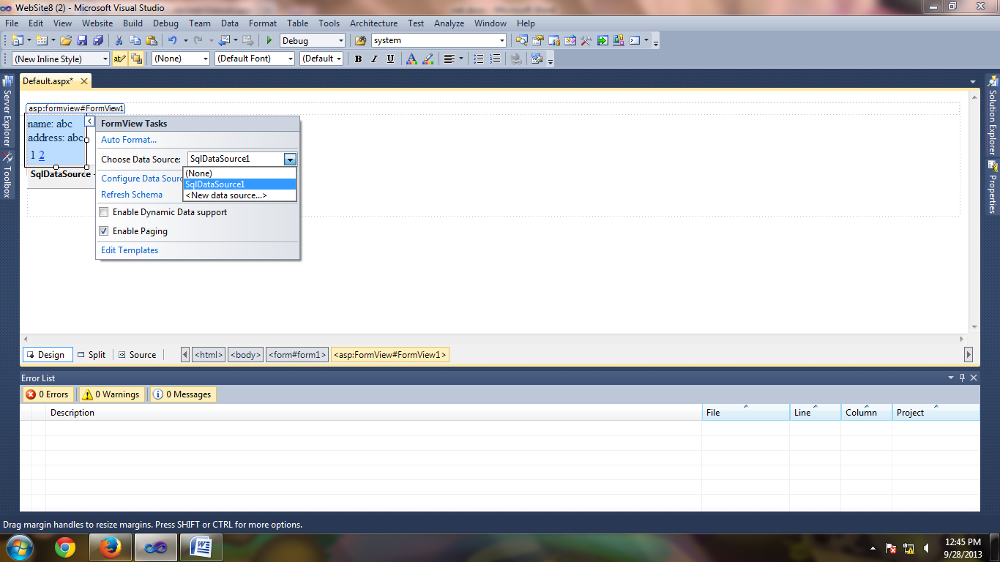 WebSite8 (2) - Microsoft Visual Studio
File Edit View Website Build Debug Team Data Format Table Tools Architecture Test Analyze Window Help
Debug system
(New Inline Style) ab (None) (Default Font) (Default B I U A
Default.aspx*
Server Explorer
Toolbox
Solution Explorer
Properties
asp:formview#FormView1
name: abc
address: abc
1 2
SqlDataSource -
FormView Tasks
Auto Format...
Choose Data Source: SqlDataSource1
(None)
SqlDataSource1
<New data source...>
Configure Data Sourc
Refresh Schema
Enable Dynamic Data support
Enable Paging
Edit Templates
Design Split Source <html> <body> <form#form1> <asp:FormView#FormView1>
Error List
0 Errors 0 Warnings 0 Messages
Description File Line Column Project
Drag margin handles to resize margins. Press SHIFT or CTRL for more options.
12:45 PM
9/28/2013